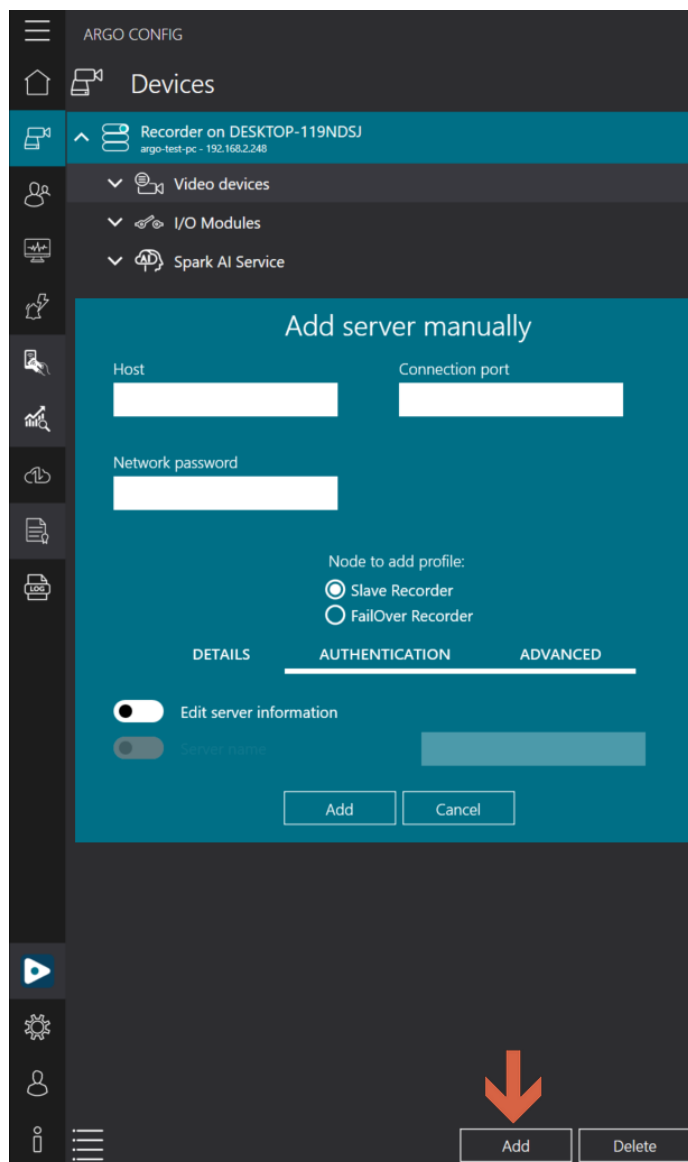 ARGO CONFIG
Devices
Recorder on DESKTOP-119NDSJ
argo-test-pc - 192.168.2.248
Video devices
I/O Modules
AI Spark AI Service
Add server manually
Host Connection port
Network password
Node to add profile:
Slave Recorder
FailOver Recorder
DETAILS AUTHENTICATION ADVANCED
Edit server information
Server name
Add Cancel
LOG
Add Delete